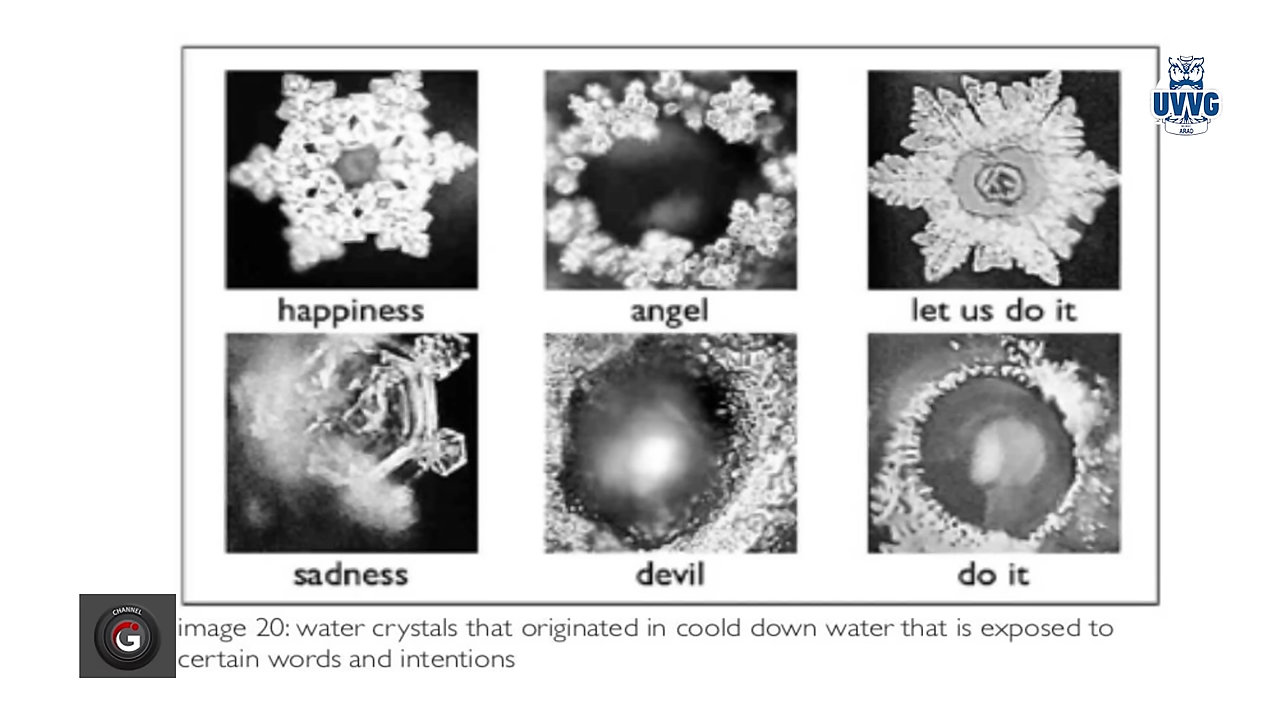 UVVG
ARAD
happiness
angel
let us do it
sadness
devil
do it
CHANNEL
G
image 20: water crystals that originated in coold down water that is exposed to
certain words and intentions